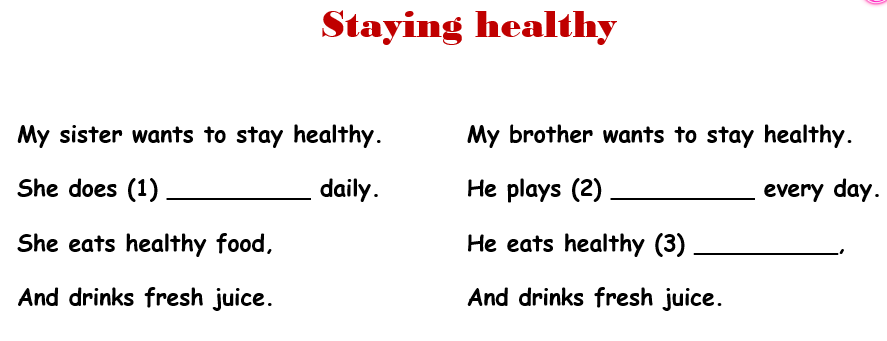 Staying healthy
My sister wants to stay healthy.
She does (1) __________ daily.
She eats healthy food,
And drinks fresh juice.
My brother wants to stay healthy.
He plays (2) __________ every day.
He eats healthy (3) __________,
And drinks fresh juice.